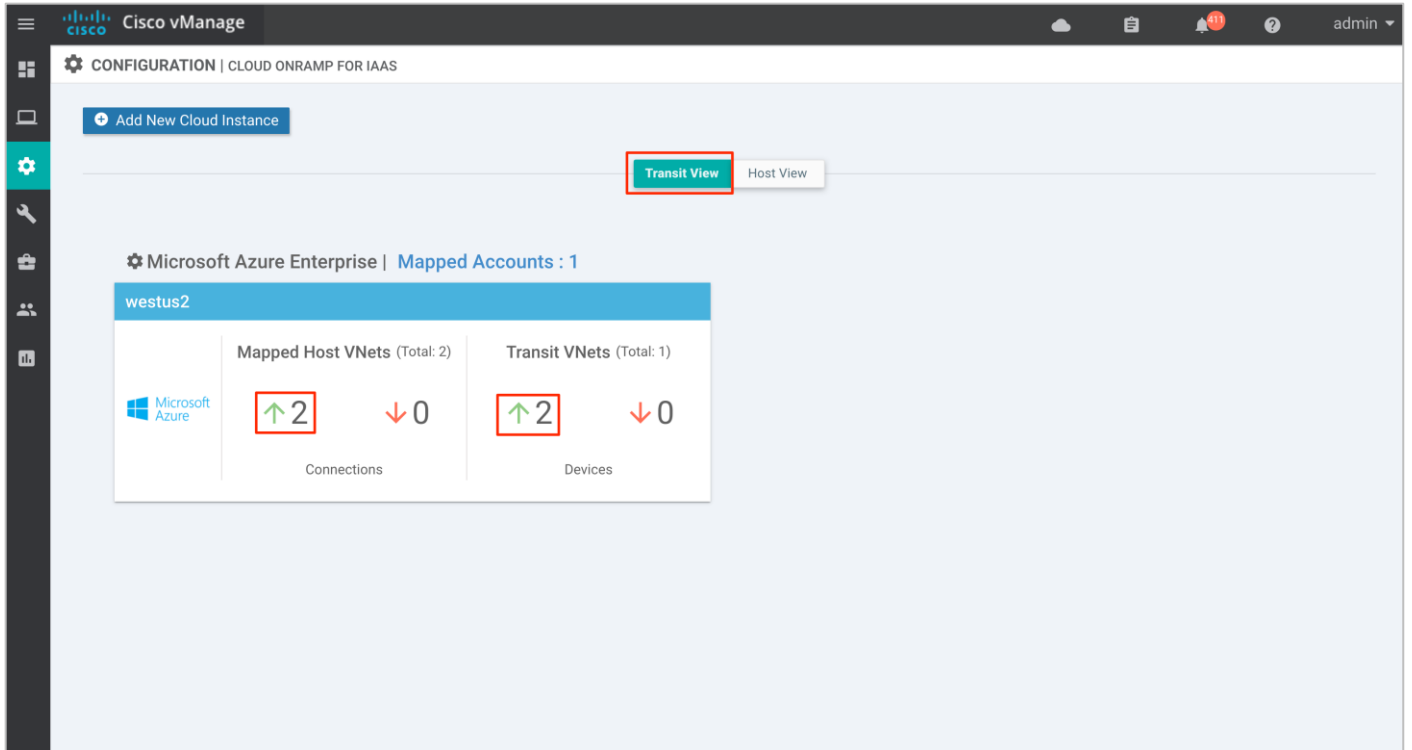 cisco Cisco vManage 411 admin
CONFIGURATION | CLOUD ONRAMP FOR IAAS
Add New Cloud Instance
Transit View Host View
Microsoft Azure Enterprise | Mapped Accounts : 1
westus2
Mapped Host VNets (Total: 2) Transit VNets (Total: 1)
Microsoft
Azure
2 0 2 0
Connections Devices